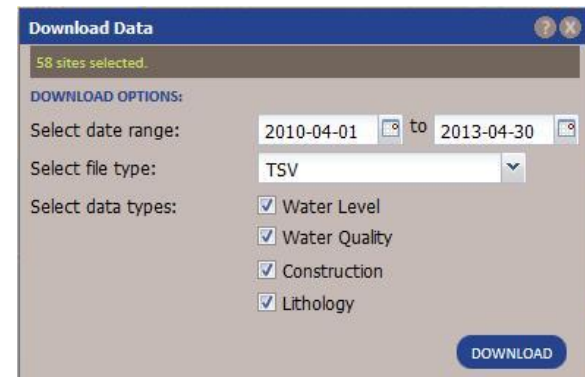 Download Data
58 sites selected.
DOWNLOAD OPTIONS:
Select date range: 2010-04-01 to 2013-04-30
Select file type: TSV
Select data types: Water Level
Water Quality
Construction
Lithology
DOWNLOAD